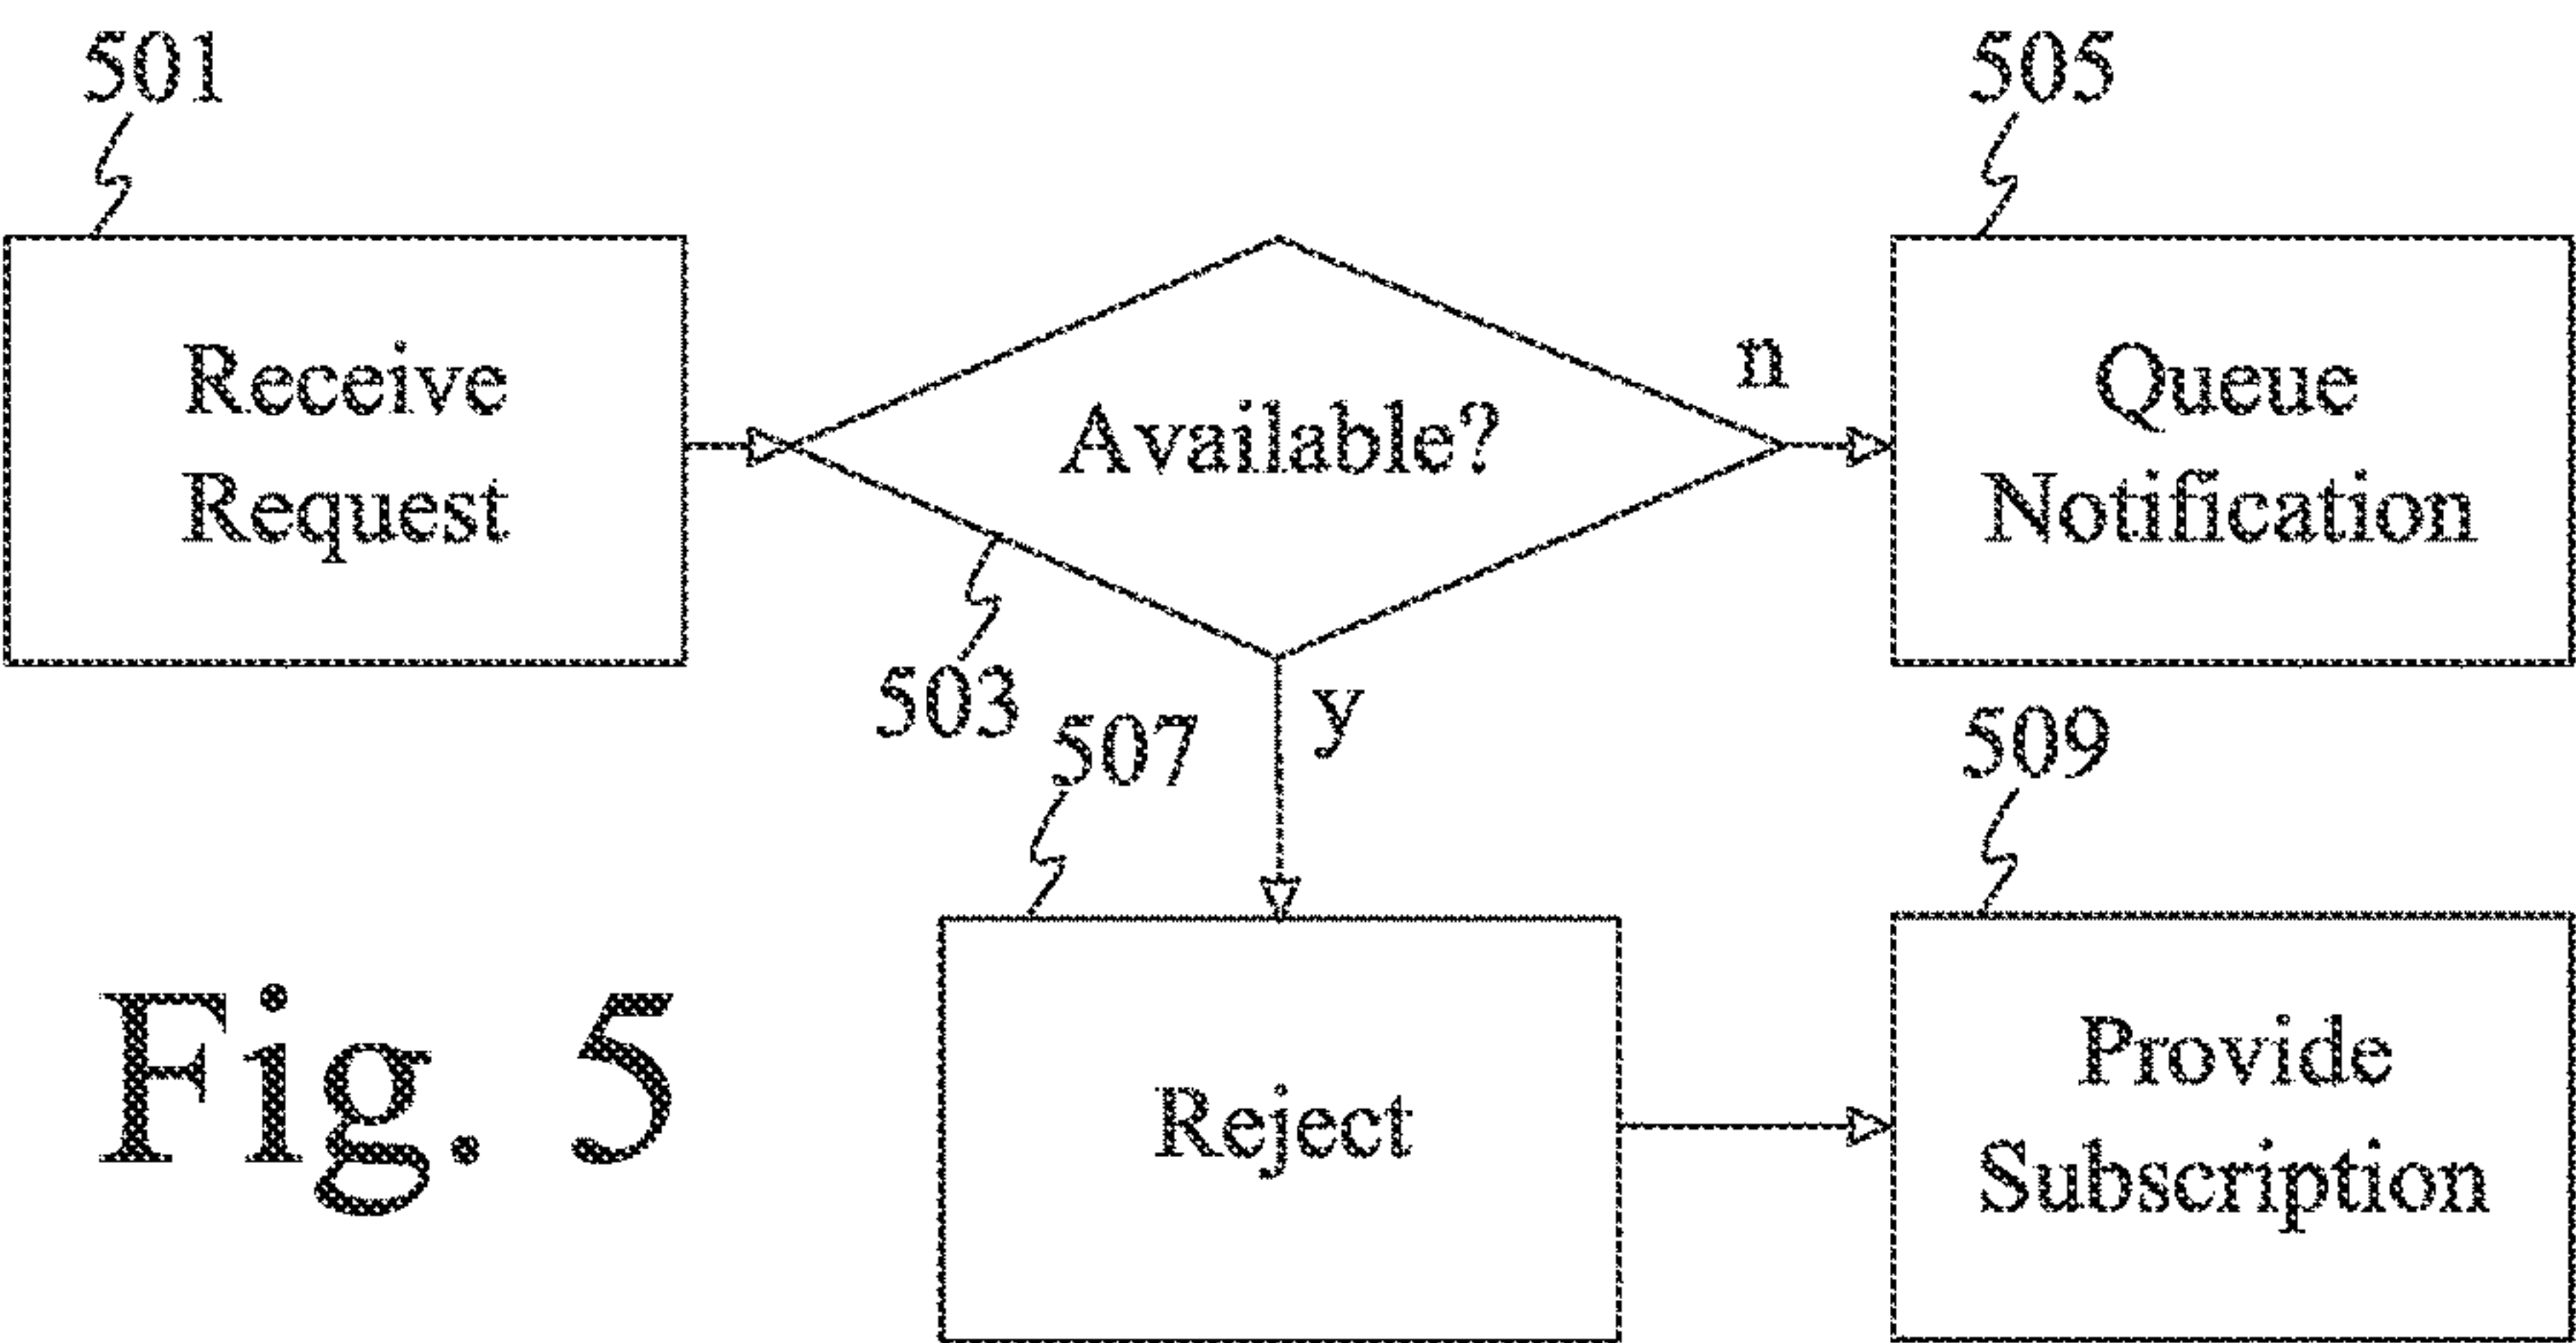 501
505
Receive
Request
Available?
n
Queue
Notification
503
y
507
509
Reject
Provide
Subscription
Fig. 5